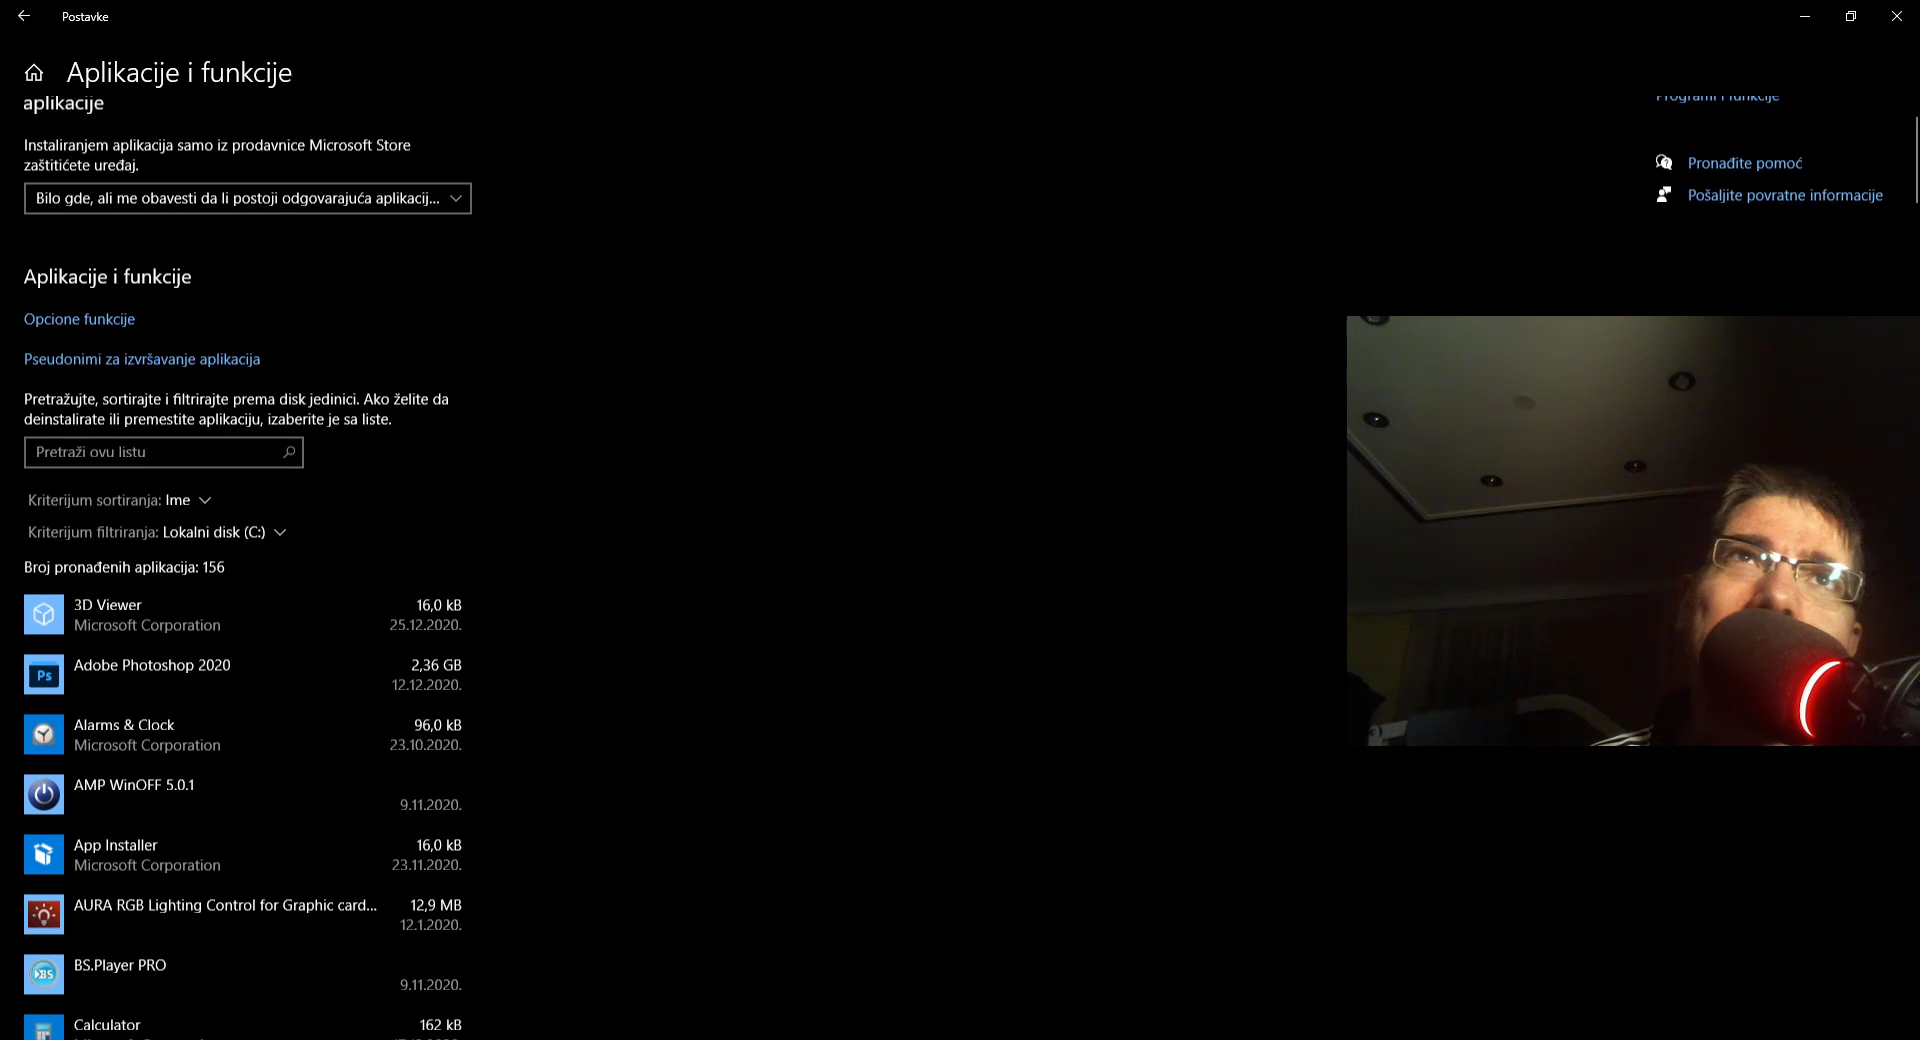 Postavke
Aplikacije i funkcije
aplikacije
Instaliranjem aplikacija samo iz prodavnice Microsoft Store
zaštitićete uređaj.
Bilo gde, ali me obavesti da li postoji odgovarajuća aplikacij...
Aplikacije i funkcije
Opcione funkcije
Pseudonimi za izvršavanje aplikacija
Pretražujte, sortirajte i filtrirajte prema disk jedinici. Ako želite da
deinstalirate ili premestite aplikaciju, izaberite je sa liste.
Pretraži ovu listu
Kriterijum sortiranja: Ime
Kriterijum filtriranja: Lokalni disk (C:)
Broj pronađenih aplikacija: 156
3D Viewer 16,0 kB
Microsoft Corporation 25.12.2020.
Adobe Photoshop 2020 2,36 GB
Ps 12.12.2020.
Alarms & Clock 96,0 kB
Microsoft Corporation 23.10.2020.
AMP WinOFF 5.0.1
9.11.2020.
App Installer 16,0 kB
Microsoft Corporation 23.11.2020.
AURA RGB Lighting Control for Graphic card... 12,9 MB
12.1.2020.
BS.Player PRO
BS 9.11.2020.
Calculator 162 kB
Programi i funkcije
Pronađite pomoć
Pošaljite povratne informacije